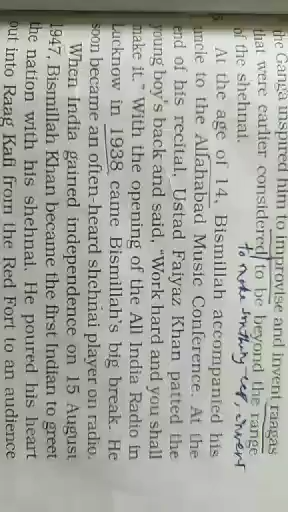 the Ganga inspired him to improvise and invent raagas
that were earlier considered to be beyond the range
of the shehnai.
to make
At the age of 14, Bismillah accompanied his
uncle to the Allahabad Music Conference. At the
end of his recital, Ustad Faiyaz Khan patted the
young boy's back and said, “Work hard and you shall
make it.” With the opening of the All India Radio in
Lucknow in 1938 came Bismillah's big break. He
soon became an often-heard shehnai player on radio.
When India gained independence on 15 August
1947, Bismillah Khan became the first Indian to greet
the nation with his shehnai. He poured his heart
out into Raag Kafi from the Red Fort to an audience